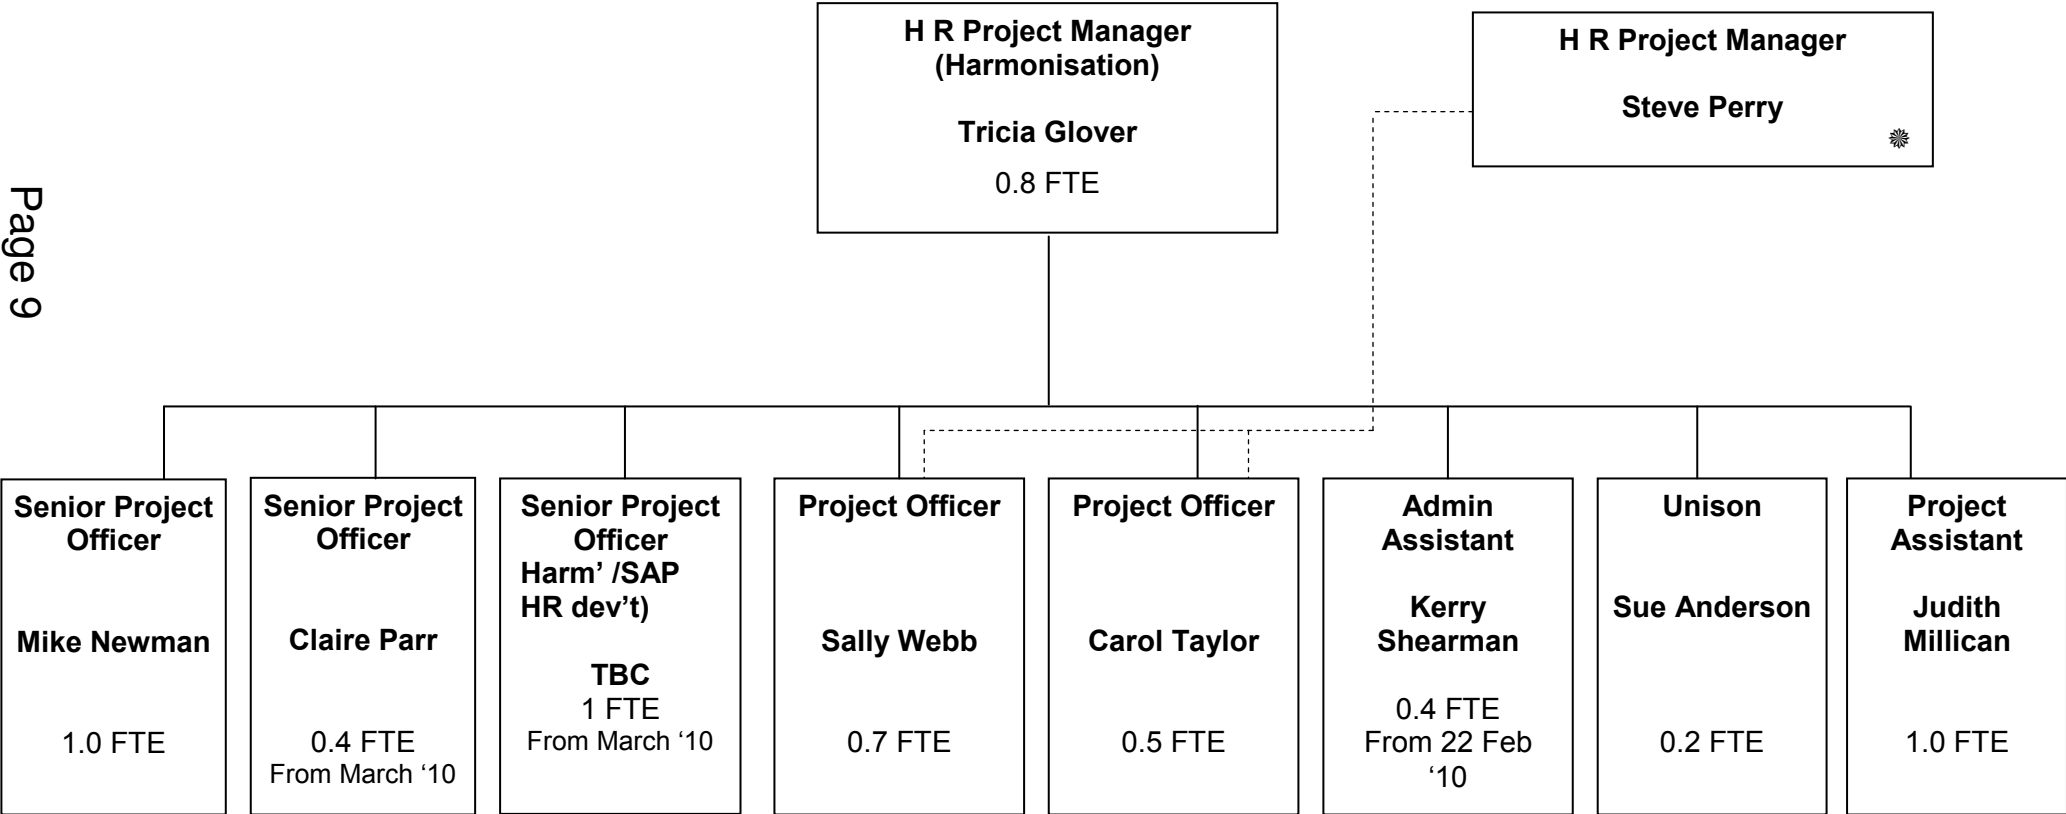 H R Project Manager
(Harmonisation)
Tricia Glover
0.8 FTE
H R Project Manager
Steve Perry
Page 9
Senior Project
Officer
Mike Newman
1.0 FTE
Senior Project
Officer
Claire Parr
0.4 FTE
From March ‘10
Senior Project
Officer
Harm’ /SAP
HR dev't)
TBC
1 FTE
From March ‘10
Project Officer
Sally Webb
0.7 FTE
Project Officer
Carol Taylor
0.5 FTE
Admin
Assistant
Kerry
Shearman
0.4 FTE
From 22 Feb
‘10
Unison
Sue Anderson
0.2 FTE
Project
Assistant
Judith
Millican
1.0 FTE